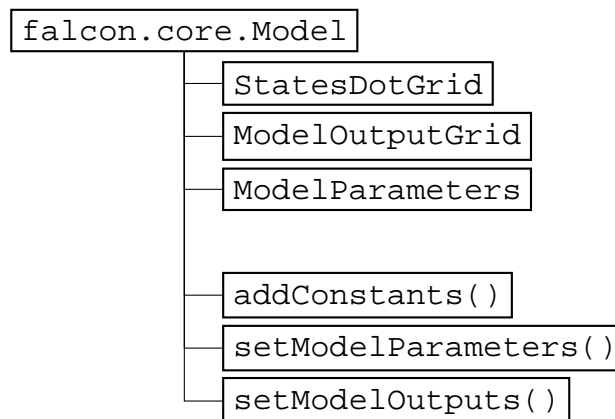 falcon.core.Model
StatesDotGrid
ModelOutputGrid
ModelParameters
addConstants()
setModelParameters()
setModelOutputs()